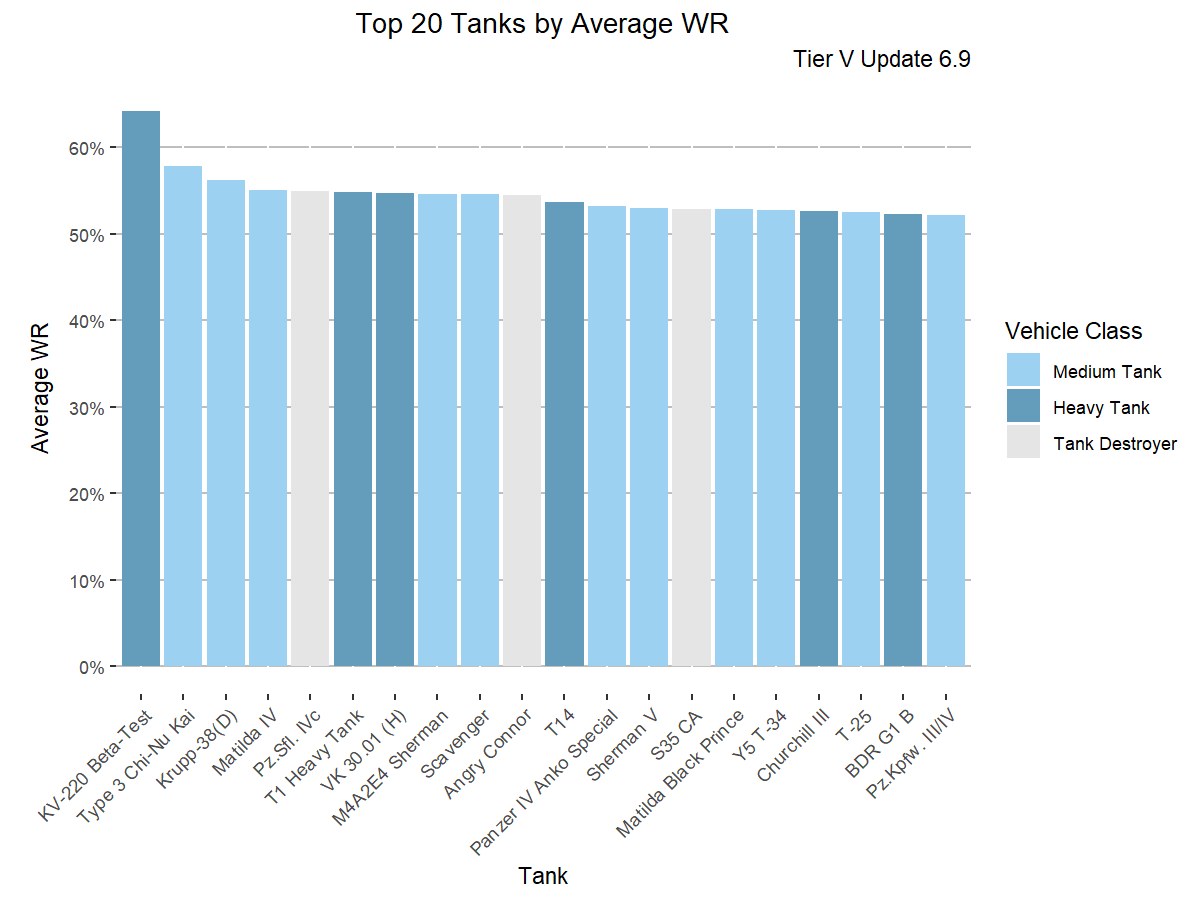 Top 20 Tanks by Average WR
Tier V Update 6.9
Average WR
60%
50%
40%
30%
20%
10%
0%
KV-220 Beta-Test
Type 3 Chi-Nu Kai
Krupp-38(D)
Matilda IV
Pz.Sfl. IVc
T1 Heavy Tank
VK 30.01 (H)
M4A2E4 Sherman
Scavenger
Angry Connor
T14
Panzer IV Anko Special
Sherman V
S35 CA
Matilda Black Prince
Y5 T-34
Churchill III
T-25
BDR G1 B
Pz.Kpfw. III/IV
Tank
Vehicle Class
Medium Tank
Heavy Tank
Tank Destroyer